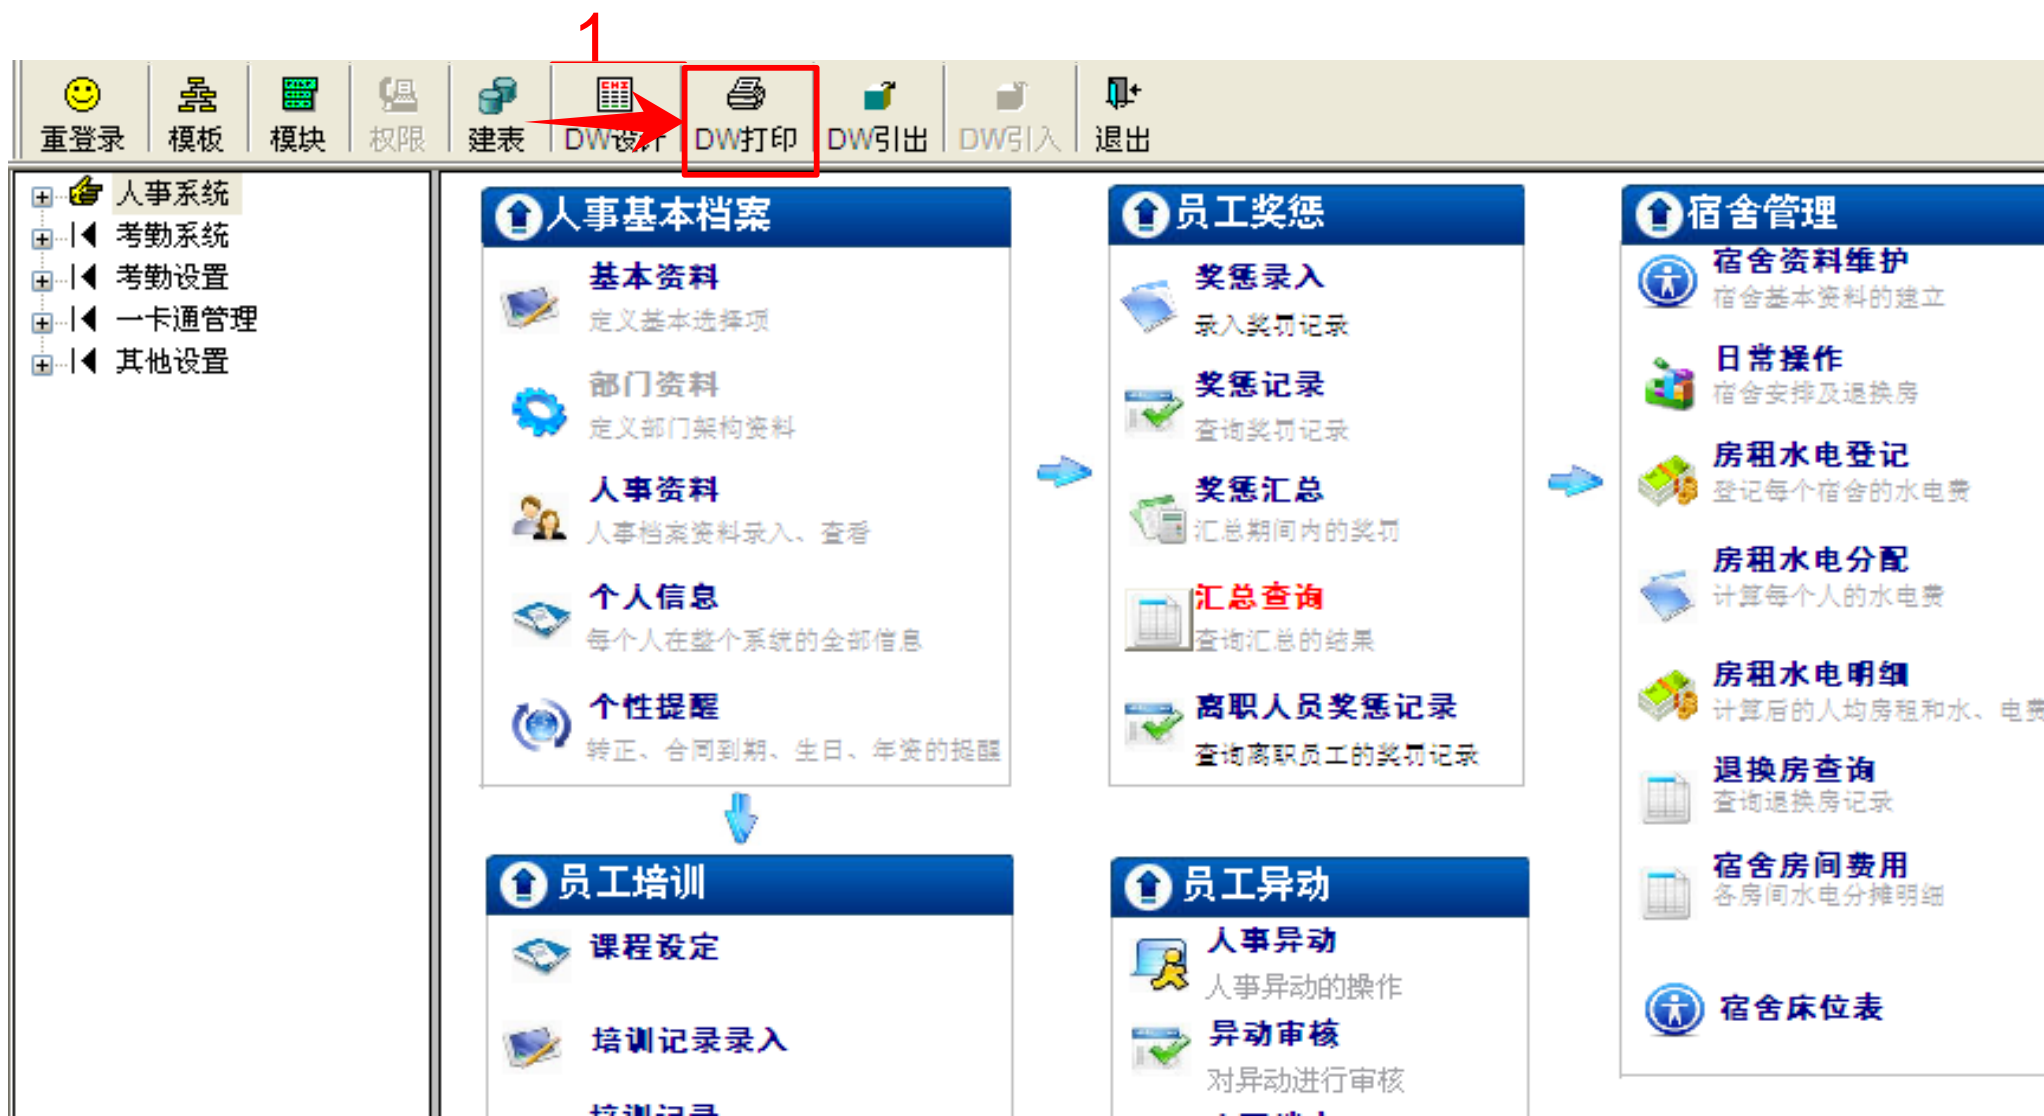 1
重登录 模板 模块 权限 建表 DW设计 DW打印 DW引出 DW引入 退出
人事系统
考勤系统
考勤设置
一卡通管理
其他设置
人事基本档案
基本资料
定义基本选择项
部门资料
定义部门架构资料
人事资料
人事档案资料录入、查看
个人信息
每个人在整个系统的全部信息
个性提醒
转正、合同到期、生日、年资的提醒
员工奖惩
奖惩录入
录入奖罚记录
奖惩记录
查询奖罚记录
奖惩汇总
汇总期间内的奖罚
汇总查询
查询汇总的结果
离职人员奖惩记录
查询离职员工的奖罚记录
宿舍管理
宿舍资料维护
宿舍基本资料的建立
日常操作
宿舍安排及退换房
房租水电登记
登记每个宿舍的水电费
房租水电分配
计算每个人的水电费
房租水电明细
计算后的人均房租和水、电费
退换房查询
查询退换房记录
宿舍房间费用
各房间水电分摊明细
宿舍床位表
员工培训
课程设定
培训记录录入
培训记录
员工异动
人事异动
人事异动的操作
异动审核
对异动进行审核